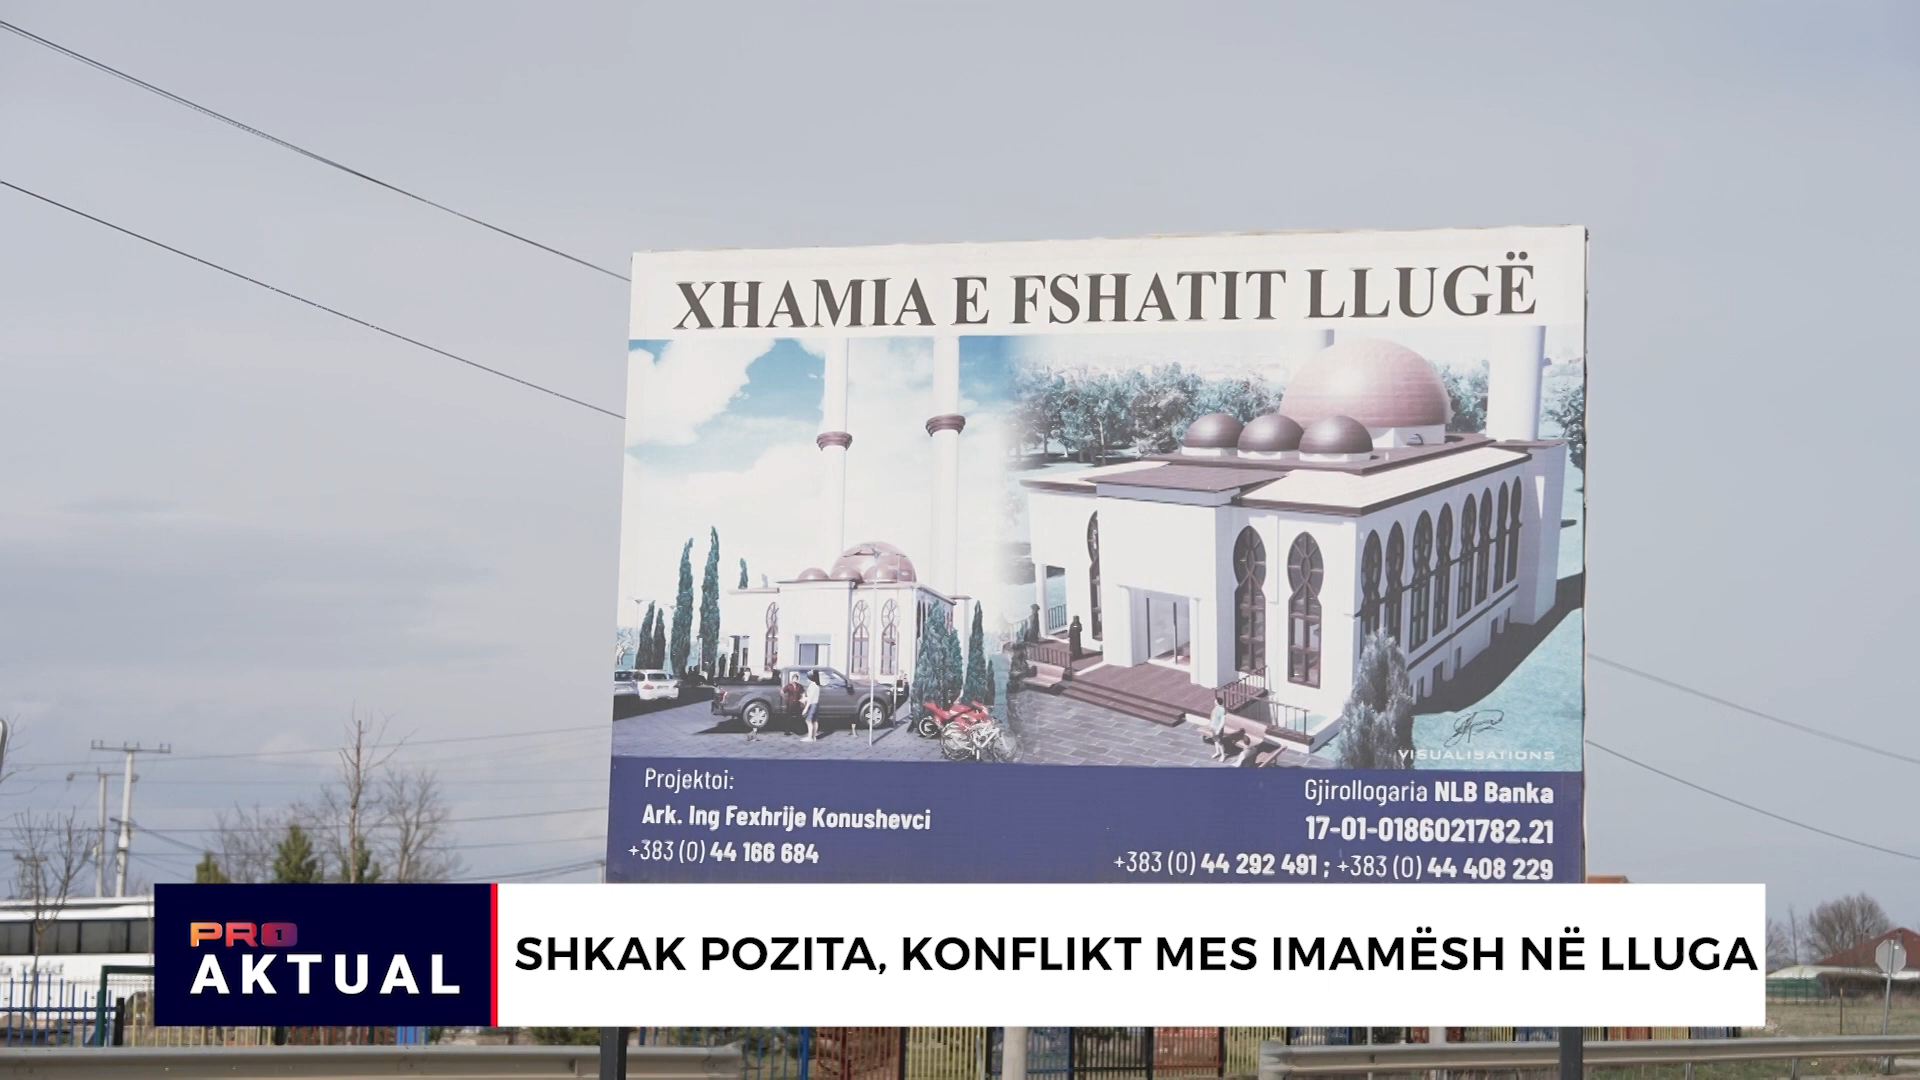 XHAMIA E FSHATIT LLUGË
VISUALISATIONS
Projektoi:
Ark. Ing Fexhrije Konushevci
+383 (0) 44 166 684
Gjirollogaria NLB Banka
17-01-0186021782.21
+383 (0) 44 292 491 ; +383 (0) 44 408 229
PRO1
AKTUAL
SHKAK POZITA, KONFLIKT MES IMAMËSH NË LLUGA